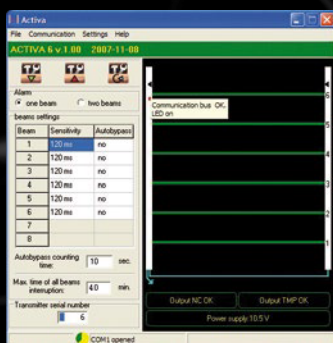 Activa
File Communication Settings Help
ACTIVA 6 v.1.00 2007-11-08
Alarm
one beam two beams
beams settings
Beam Sensitivity Autobypass
1 120 ms no
2 120 ms no
3 120 ms no
4 120 ms no
5 120 ms no
6 120 ms no
7
8
Autobypass counting
time: 10 sec.
Max. time of all beams
interruption: 40 min.
Transmitter serial number
6
COM1 opened
Communication bus OK,
LED on
6
5
4
3
2
1
Output NC OK Output TMP OK
Power supply:10.5 V